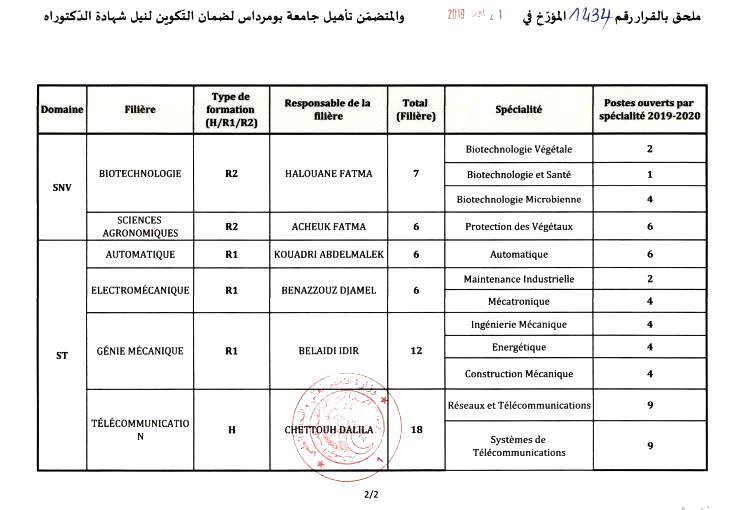 ملحق بالقرار رقم 1434 المؤرّخ في 2019 والمتضمّن تأهيل جامعة بومرداس لضمان التّكوين لنيل شهادة الدّكتوراه
Domaine | Filière | Type de formation (H/R1/R2) | Responsable de la filière | Total (Filière) | Spécialité | Postes ouverts par spécialité 2019-2020
SNV | BIOTECHNOLOGIE | R2 | HALOUANE FATMA | 7 | Biotechnologie Végétale | 2
Biotechnologie et Santé | 1
Biotechnologie Microbienne | 4
SCIENCES AGRONOMIQUES | R2 | ACHEUK FATMA | 6 | Protection des Végétaux | 6
ST | AUTOMATIQUE | R1 | KOUADRI ABDELMALEK | 6 | Automatique | 6
ELECTROMÉCANIQUE | R1 | BENAZZOUZ DJAMEL | 6 | Maintenance Industrielle | 2
Mécatronique | 4
GÉNIE MÉCANIQUE | R1 | BELAIDI IDIR | 12 | Ingénierie Mécanique | 4
Energétique | 4
Construction Mécanique | 4
TÉLÉCOMMUNICATION | H | CHETTOUH DALILA | 18 | Réseaux et Télécommunications | 9
Systèmes de Télécommunications | 9
2/2